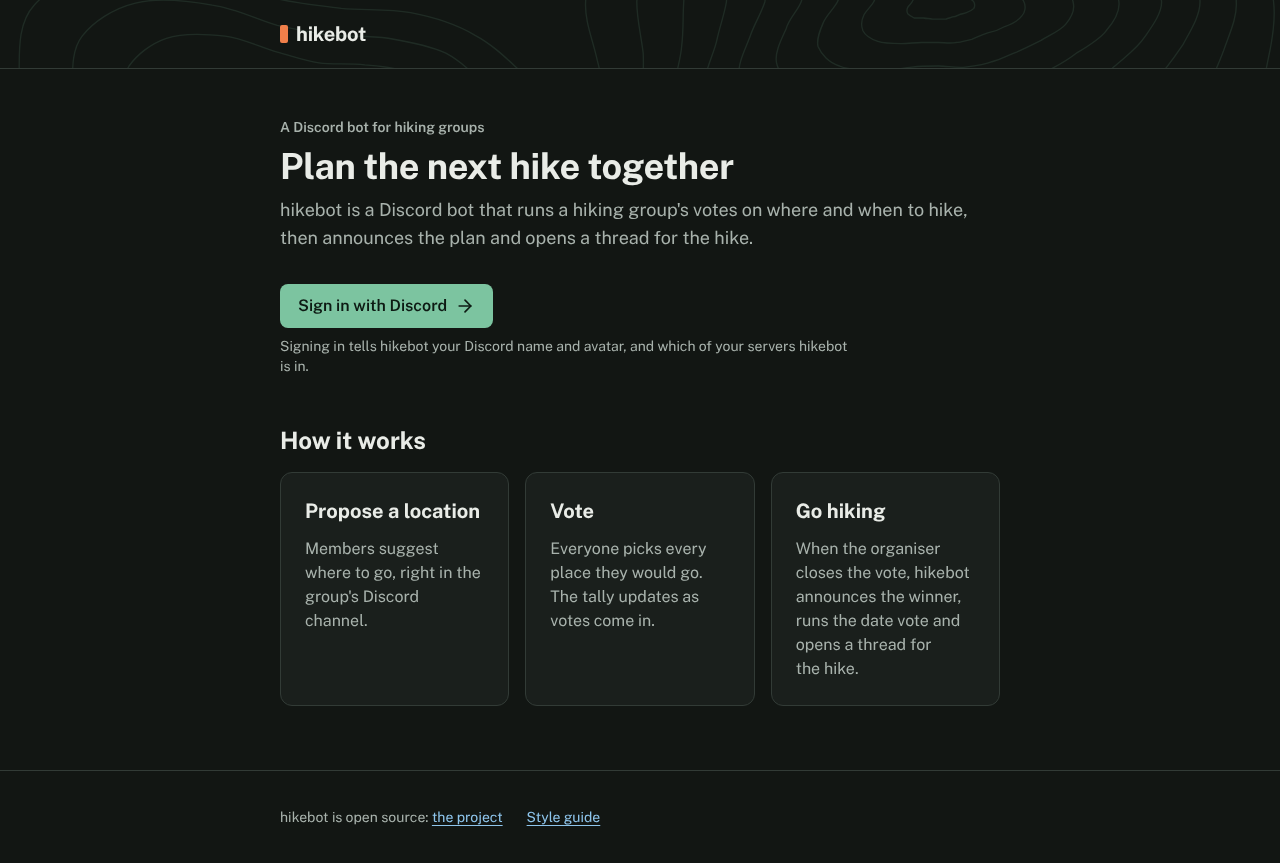 hikebot
A Discord bot for hiking groups
Plan the next hike together
hikebot is a Discord bot that runs a hiking group's votes on where and when to hike,
then announces the plan and opens a thread for the hike.
Sign in with Discord
Signing in tells hikebot your Discord name and avatar, and which of your servers hikebot
is in.
How it works
Propose a location
Members suggest
where to go, right in the
group's Discord
channel.
Vote
Everyone picks every
place they would go.
The tally updates as
votes come in.
Go hiking
When the organiser
closes the vote, hikebot
announces the winner,
runs the date vote and
opens a thread for
the hike.
hikebot is open source: the project Style guide